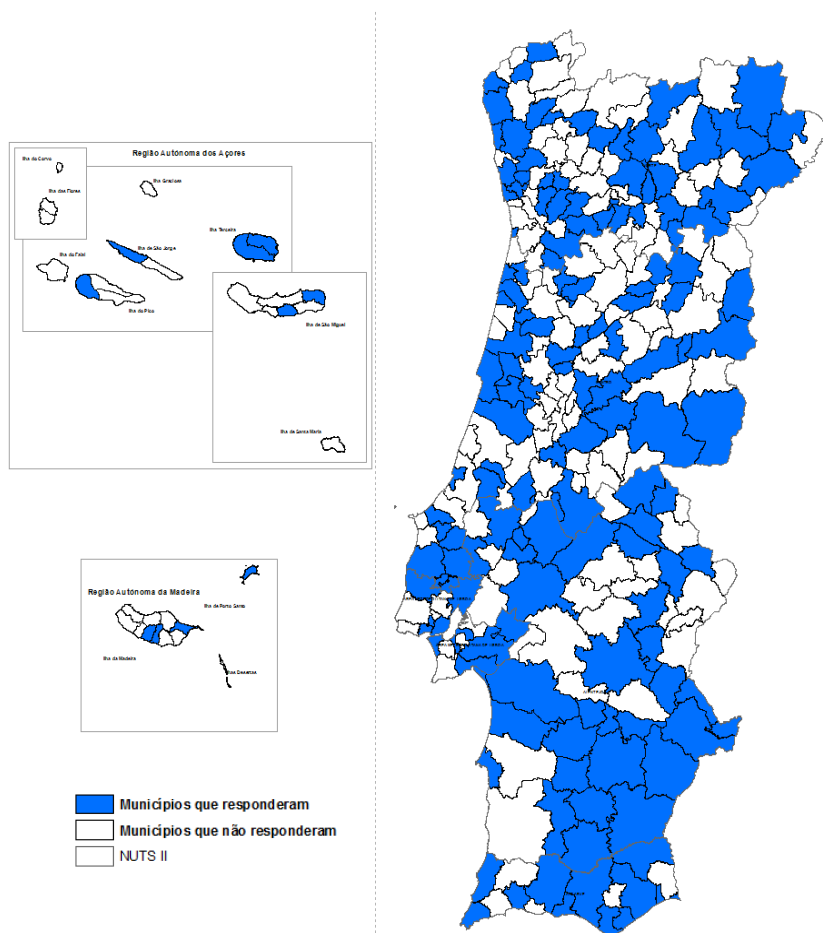 Região Autónoma dos Açores
Ilha do Corvo
Ilha das Flores
Ilha Graciosa
Ilha Terceira
Ilha de São Jorge
Ilha do Faial
Ilha do Pico
Ilha de São Miguel
Ilha de Santa Maria
Região Autónoma da Madeira
Ilha de Porto Santo
Ilha da Madeira
Ilhas Desertas
Municípios que responderam
Municípios que não responderam
NUTS II